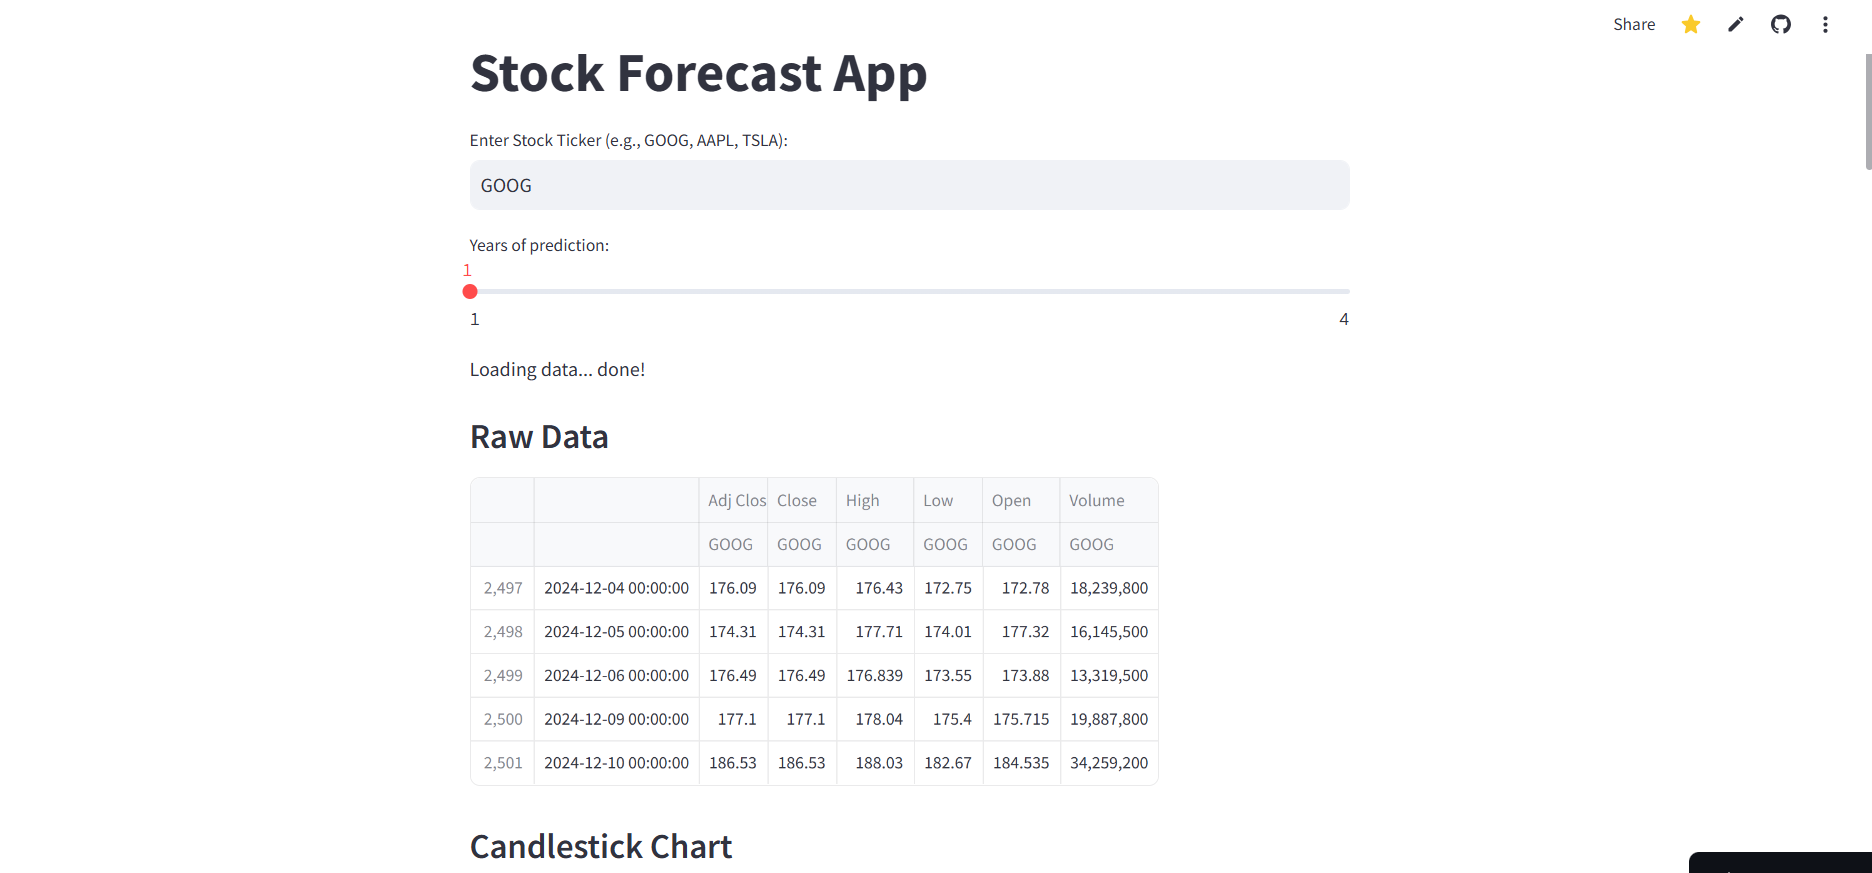 Share
Stock Forecast App
Enter Stock Ticker (e.g., GOOG, AAPL, TSLA):
GOOG
Years of prediction:
1
1 4
Loading data... done!
Raw Data
Adj Clos Close High Low Open Volume
GOOG GOOG GOOG GOOG GOOG GOOG
2,497 2024-12-04 00:00:00 176.09 176.09 176.43 172.75 172.78 18,239,800
2,498 2024-12-05 00:00:00 174.31 174.31 177.71 174.01 177.32 16,145,500
2,499 2024-12-06 00:00:00 176.49 176.49 176.839 173.55 173.88 13,319,500
2,500 2024-12-09 00:00:00 177.1 177.1 178.04 175.4 175.715 19,887,800
2,501 2024-12-10 00:00:00 186.53 186.53 188.03 182.67 184.535 34,259,200
Candlestick Chart